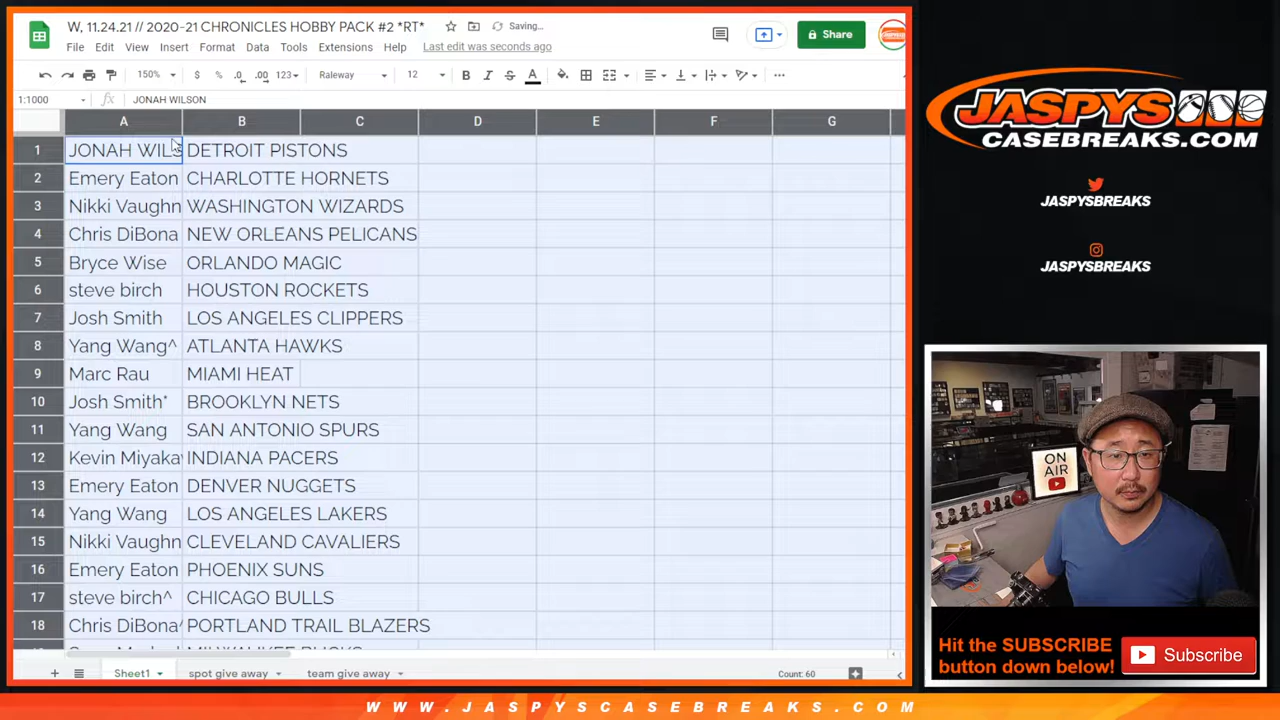 W, 11.24.21 // 2020-21 CHRONICLES HOBBY PACK #2 *RT*
Saving...
Share
File Edit View Insert Format Data Tools Extensions Help Last edit was seconds ago
150% $ % .0 .00 123 Raleway 12 B I S A
1:1000 fx JONAH WILSON
A B C D E F G
1 JONAH WILS DETROIT PISTONS
2 Emery Eaton CHARLOTTE HORNETS
3 Nikki Vaughn WASHINGTON WIZARDS
4 Chris DiBona NEW ORLEANS PELICANS
5 Bryce Wise ORLANDO MAGIC
6 steve birch HOUSTON ROCKETS
7 Josh Smith LOS ANGELES CLIPPERS
8 Yang Wang^ ATLANTA HAWKS
9 Marc Rau MIAMI HEAT
10 Josh Smith* BROOKLYN NETS
11 Yang Wang SAN ANTONIO SPURS
12 Kevin Miyaka INDIANA PACERS
13 Emery Eaton DENVER NUGGETS
14 Yang Wang LOS ANGELES LAKERS
15 Nikki Vaughn CLEVELAND CAVALIERS
16 Emery Eaton PHOENIX SUNS
17 steve birch^ CHICAGO BULLS
18 Chris DiBona^ PORTLAND TRAIL BLAZERS
MILWAUKEE BUCKS
Sheet1 spot give away team give away Count: 60
JASPYS
CASEBREAKS.COM
JASPYSBREAKS
JASPYSBREAKS
ON
AIR
Hit the SUBSCRIBE
button down below!
Subscribe
WWW.JASPYSCASEBREAKS.COM